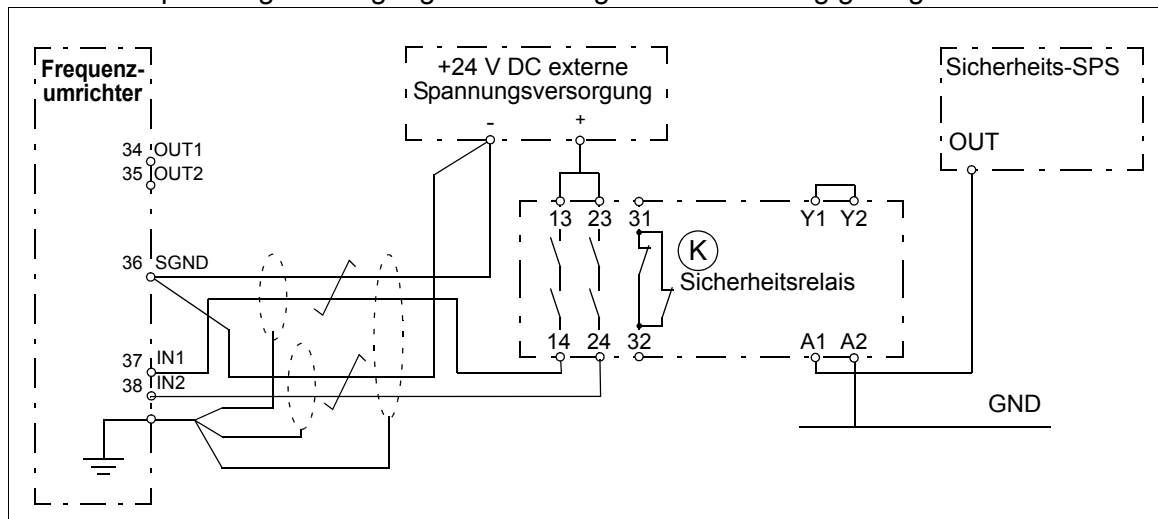 Frequenz-
umrichter
34 OUT1
35 OUT2
36 SGND
37 IN1
38 IN2
+24 V DC externe
Spannungsversorgung
- +
Sicherheits-SPS
OUT
13 23 31
Y1 Y2
K
Sicherheitsrelais
14 24 32
A1 A2
GND